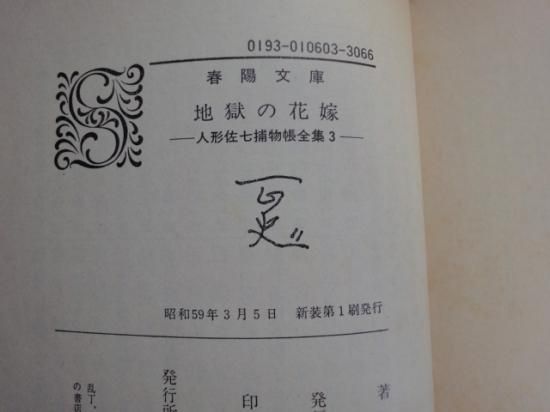 0193-010603-3066
春陽文庫
地獄の花嫁
―人形佐七捕物帳全集3―
昭和59年3月5日 新装第1刷発行
著
発
印
発行所
乱丁、
の書店